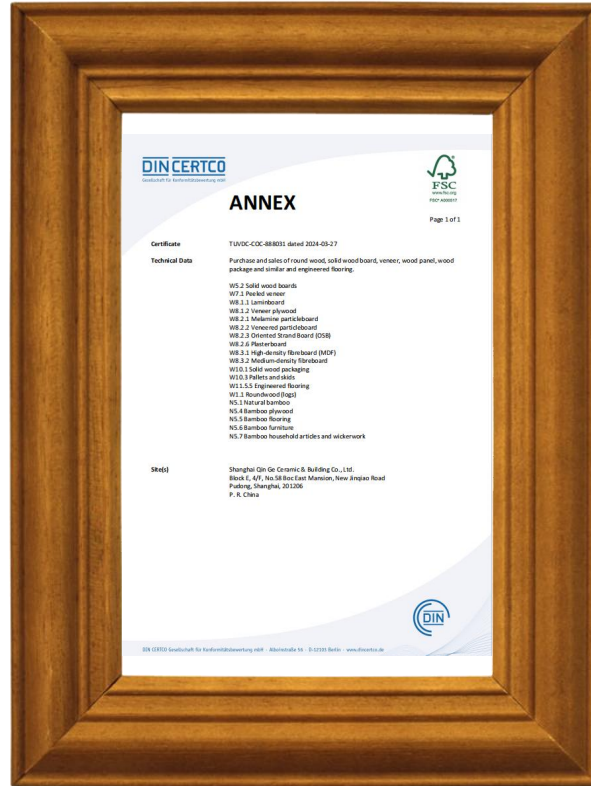 DIN CERTCO
Gesellschaft für Konformitätsbewertung mbH
FSC
www.fsc.org
FSC® A000517
ANNEX
Page 1 of 1
Certificate TUVDC-COC-888031 dated 2024-03-27
Technical Data Purchase and sales of round wood, solid wood board, veneer, wood panel, wood
package and similar and engineered flooring.
W5.2 Solid wood boards
W7.1 Peeled veneer
W8.1.1 Laminboard
W8.1.2 Veneer plywood
W8.2.1 Melamine particleboard
W8.2.2 Veneered particleboard
W8.2.3 Oriented Strand Board (OSB)
W8.2.6 Plasterboard
W8.3.1 High-density fibreboard (MDF)
W8.3.2 Medium-density fibreboard
W10.1 Solid wood packaging
W10.3 Pallets and skids
W11.5.5 Engineered flooring
W1.1 Roundwood (logs)
N5.1 Natural bamboo
N5.4 Bamboo plywood
N5.5 Bamboo flooring
N5.6 Bamboo furniture
N5.7 Bamboo household articles and wickerwork
Site(s) Shanghai Qin Ge Ceramic & Building Co., Ltd.
Block E, 4/F, No.58 Boc East Mansion, New Jinqiao Road
Pudong, Shanghai, 201206
P. R. China
DIN
DIN CERTCO Gesellschaft für Konformitätsbewertung mbH · Alboinstraße 56 · D-12103 Berlin · www.dincertco.de